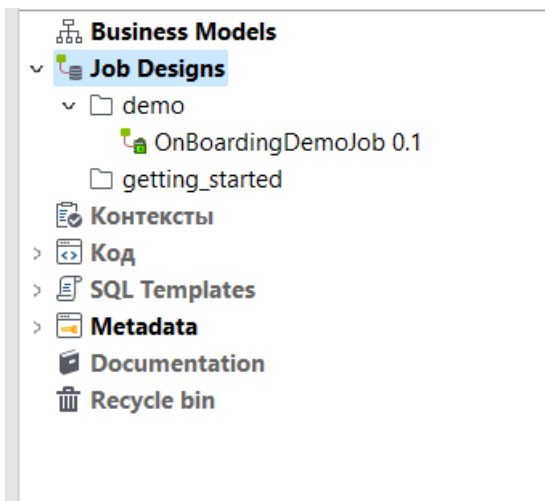 Business Models
Job Designs
demo
OnBoardingDemoJob 0.1
getting_started
Контексты
Код
SQL Templates
Metadata
Documentation
Recycle bin